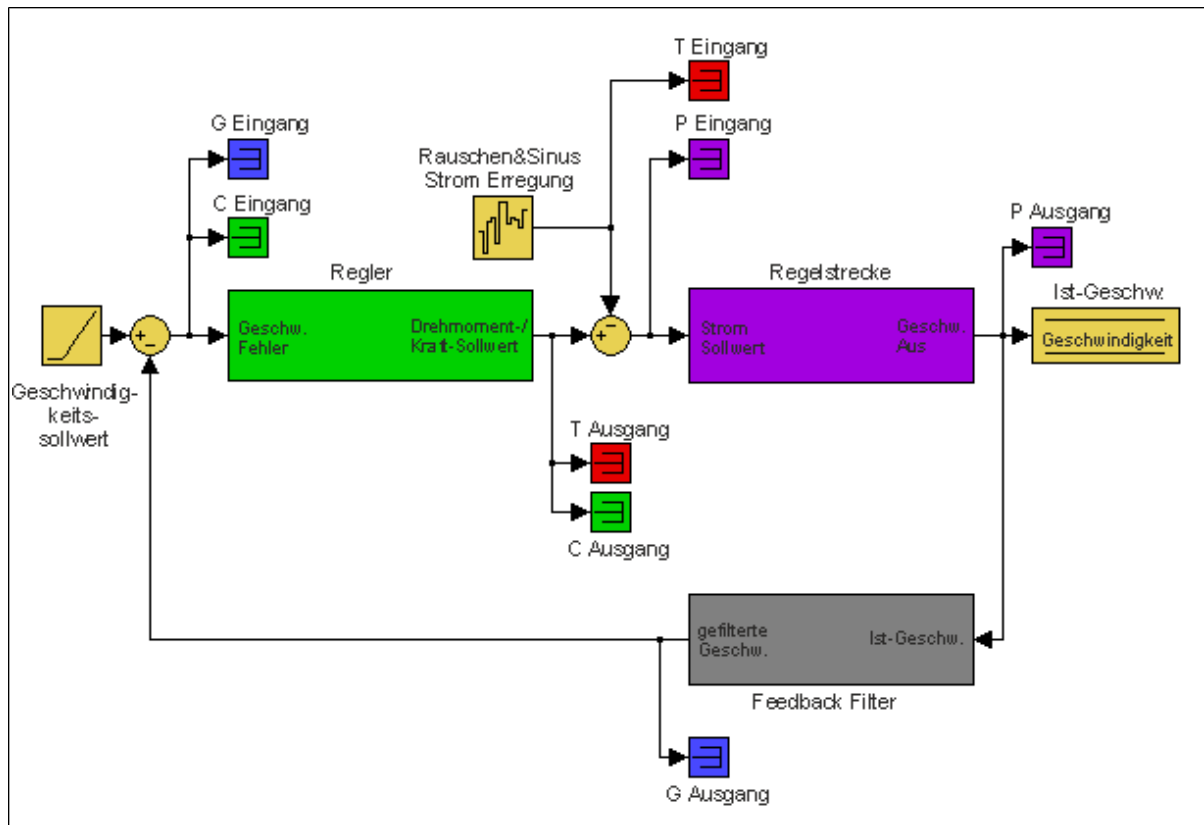 T Eingang
G Eingang
P Eingang
Rauschen&Sinus
Strom Erregung
C Eingang
P Ausgang
Regler
Regelstrecke
Ist-Geschw.
Geschw.
Fehler
Drehmoment-/
Kraft-Sollwert
+
-
+
-
Strom
Sollwert
Geschw.
Aus
Geschwindigkeit
Geschwindig-
keits-
sollwert
T Ausgang
C Ausgang
gefilterte
Geschw.
Ist-Geschw.
Feedback Filter
G Ausgang